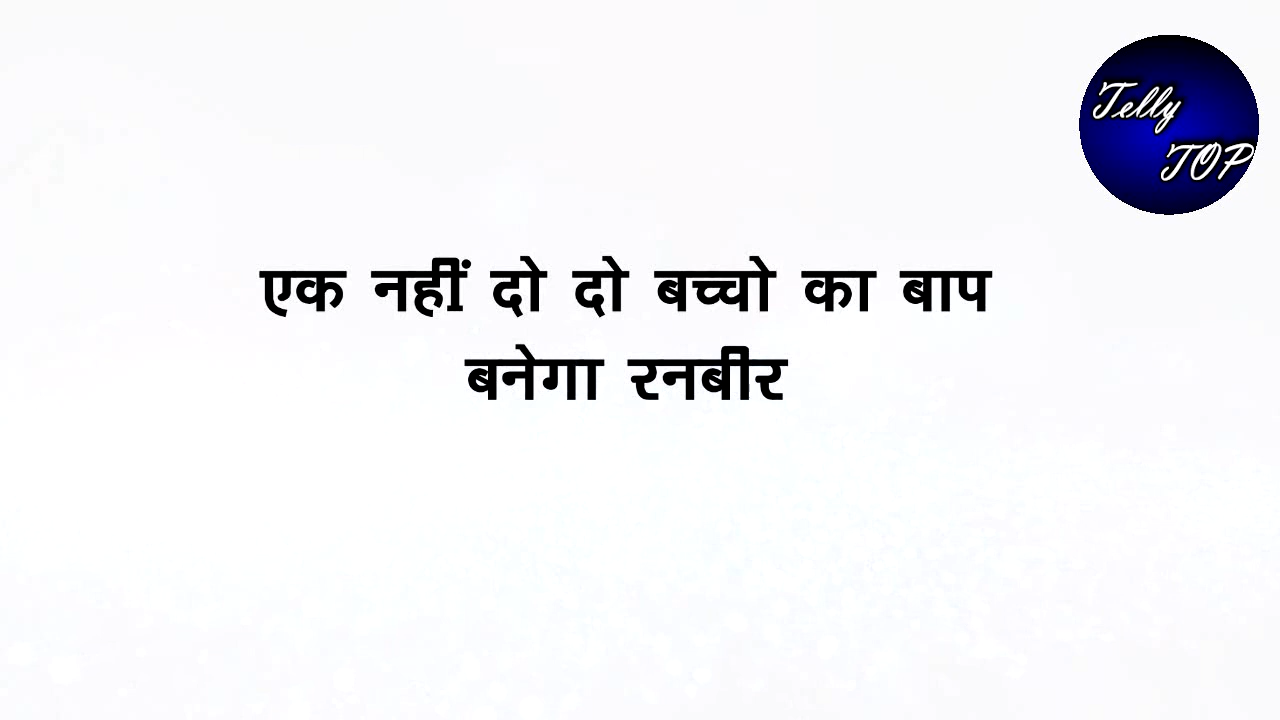 Telly
TOP
एक नहीं दो दो बच्चो का बाप
बनेगा रनबीर